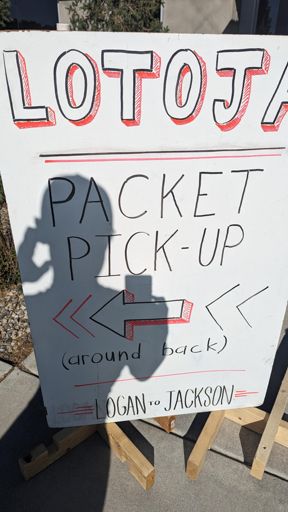 LOTOJA
PACKET
PICK-UP
(around back)
LOGAN TO JACKSON